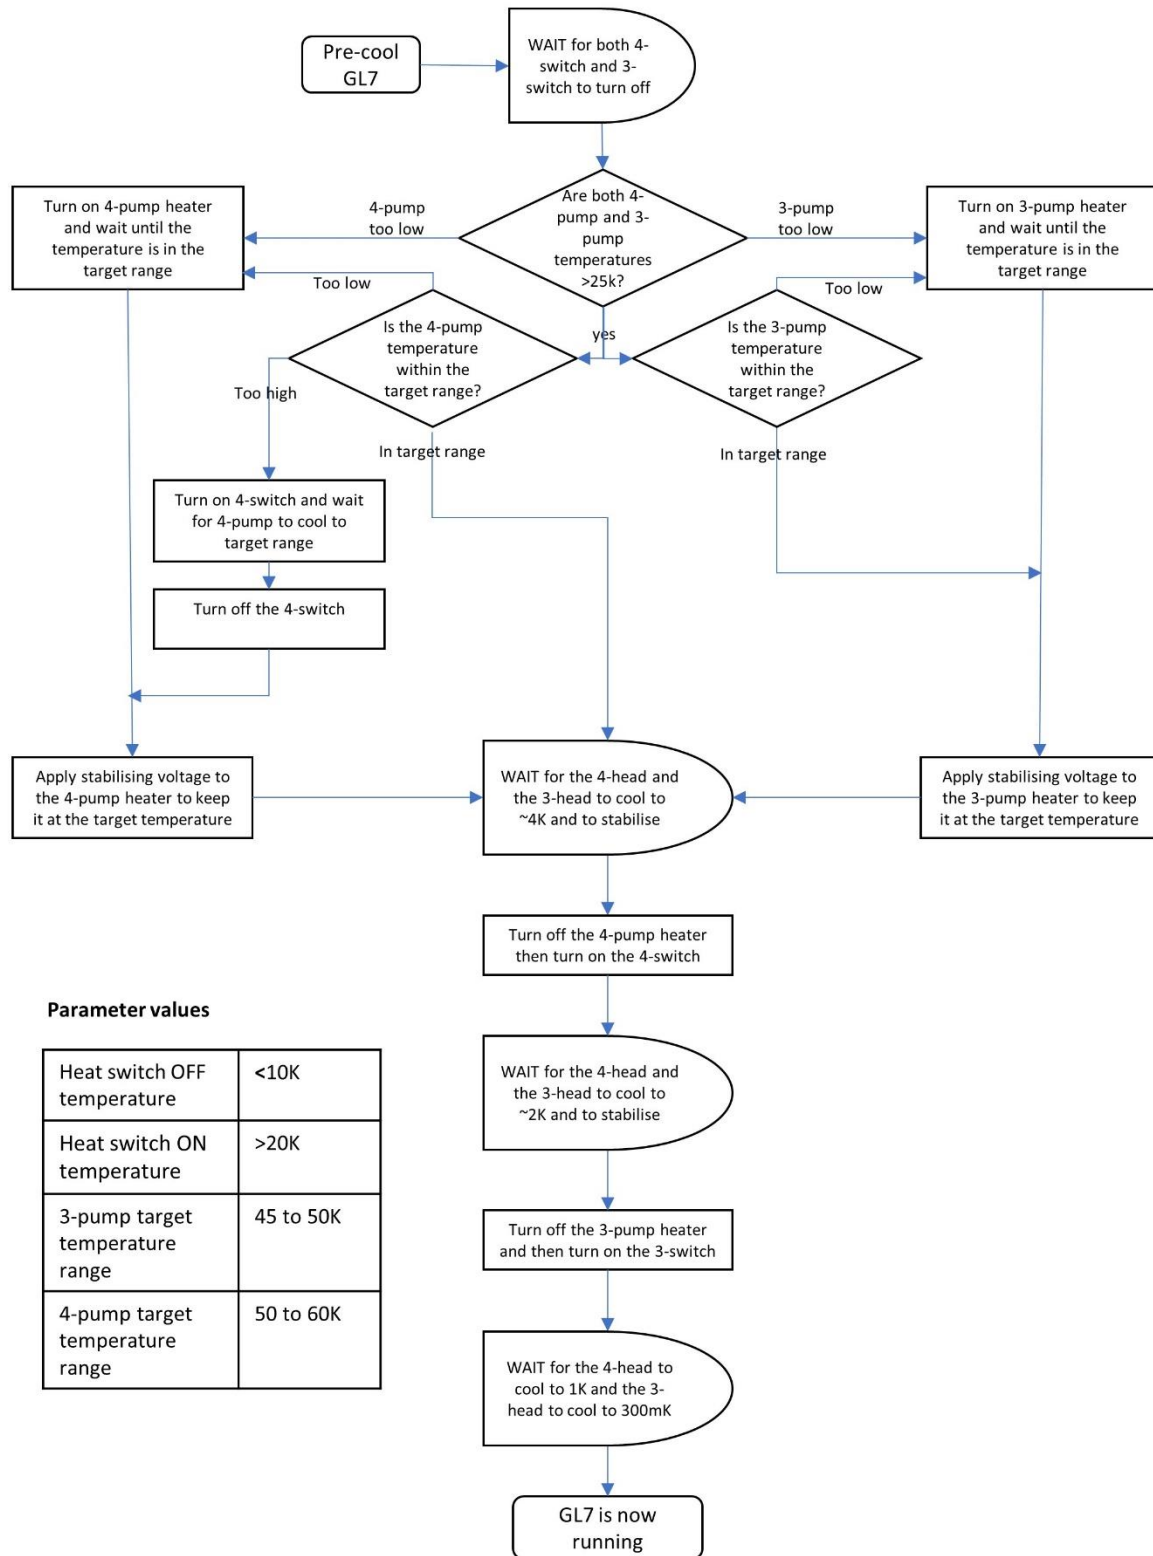 Pre-cool
GL7
WAIT for both 4-
switch and 3-
switch to turn off
Turn on 4-pump heater
and wait until the
temperature is in the
target range
4-pump
too low
Are both 4-
pump and 3-
pump
temperatures
>25k?
3-pump
too low
Turn on 3-pump heater
and wait until the
temperature is in the
target range
Too low
Too low
yes
Is the 4-pump
temperature
within the
target range?
Is the 3-pump
temperature
within the
target range?
Too high
In target range
In target range
Turn on 4-switch and wait
for 4-pump to cool to
target range
Turn off the 4-switch
Apply stabilising voltage to
the 4-pump heater to keep
it at the target temperature
WAIT for the 4-head and
the 3-head to cool to
~4K and to stabilise
Apply stabilising voltage to
the 3-pump heater to keep
it at the target temperature
Turn off the 4-pump heater
then turn on the 4-switch
WAIT for the 4-head and
the 3-head to cool to
~2K and to stabilise
Turn off the 3-pump heater
and then turn on the 3-switch
WAIT for the 4-head to
cool to 1K and the 3-
head to cool to 300mK
GL7 is now
running
Parameter values
Heat switch OFF
temperature
<10K
Heat switch ON
temperature
>20K
3-pump target
temperature
range
45 to 50K
4-pump target
temperature
range
50 to 60K